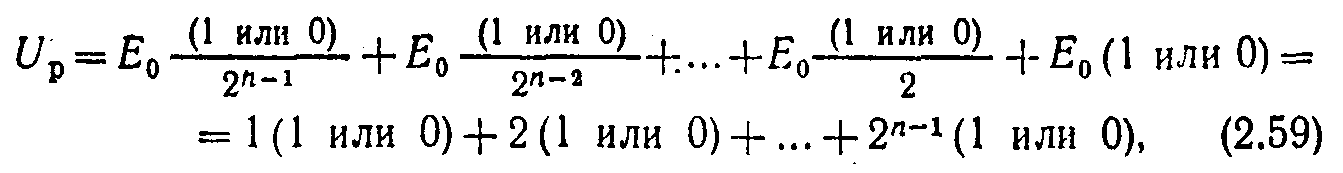 U_р = E_0 (1 или 0)/2^{n-1} + E_0 (1 или 0)/2^{n-2} + ... + E_0 (1 или 0)/2 + E_0 (1 или 0) =
= 1 (1 или 0) + 2 (1 или 0) + ... + 2^{n-1} (1 или 0), (2.59)